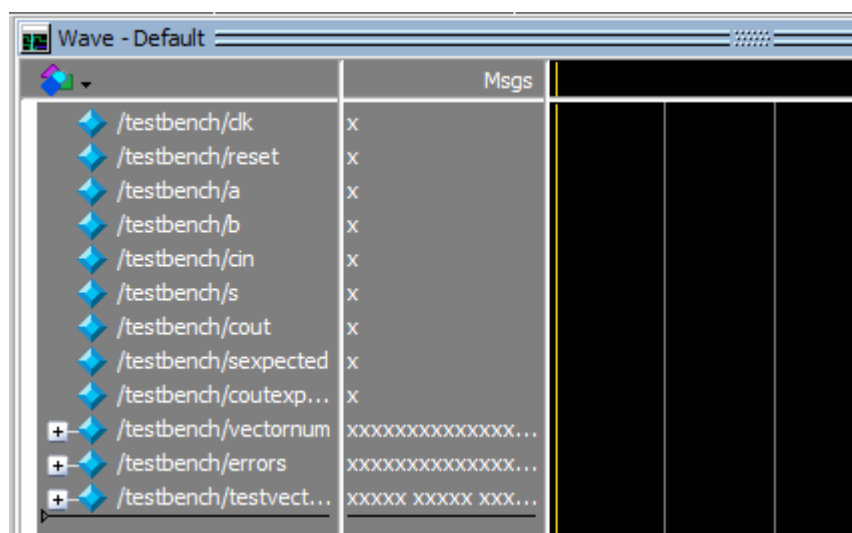 Wave - Default
Msgs
/testbench/clk x
/testbench/reset x
/testbench/a x
/testbench/b x
/testbench/cin x
/testbench/s x
/testbench/cout x
/testbench/sexpected x
/testbench/coutexp... x
/testbench/vectornum xxxxxxxxxxxxxx...
/testbench/errors xxxxxxxxxxxxxx...
/testbench/testvect... xxxxx xxxxx xxx...